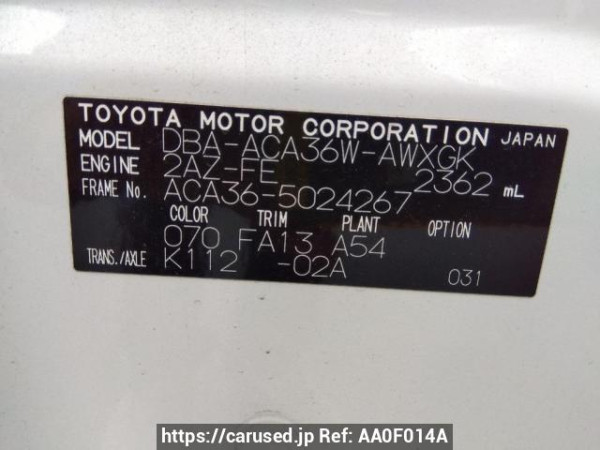 TOYOTA MOTOR CORPORATION JAPAN
MODEL DBA-ACA36W-AWXGK
ENGINE 2AZ-FE 2362 mL
FRAME No. ACA36-5024267
COLOR TRIM PLANT OPTION
070 FA13 A54
TRANS./AXLE K112 -02A
031
https://carused.jp Ref: AA0F014A